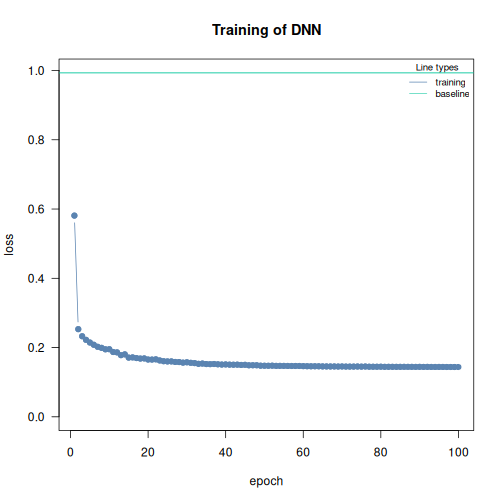 Training of DNN
Line types
training
baseline
1.0
0.8
0.6
0.4
0.2
0.0
loss
0 20 40 60 80 100
epoch